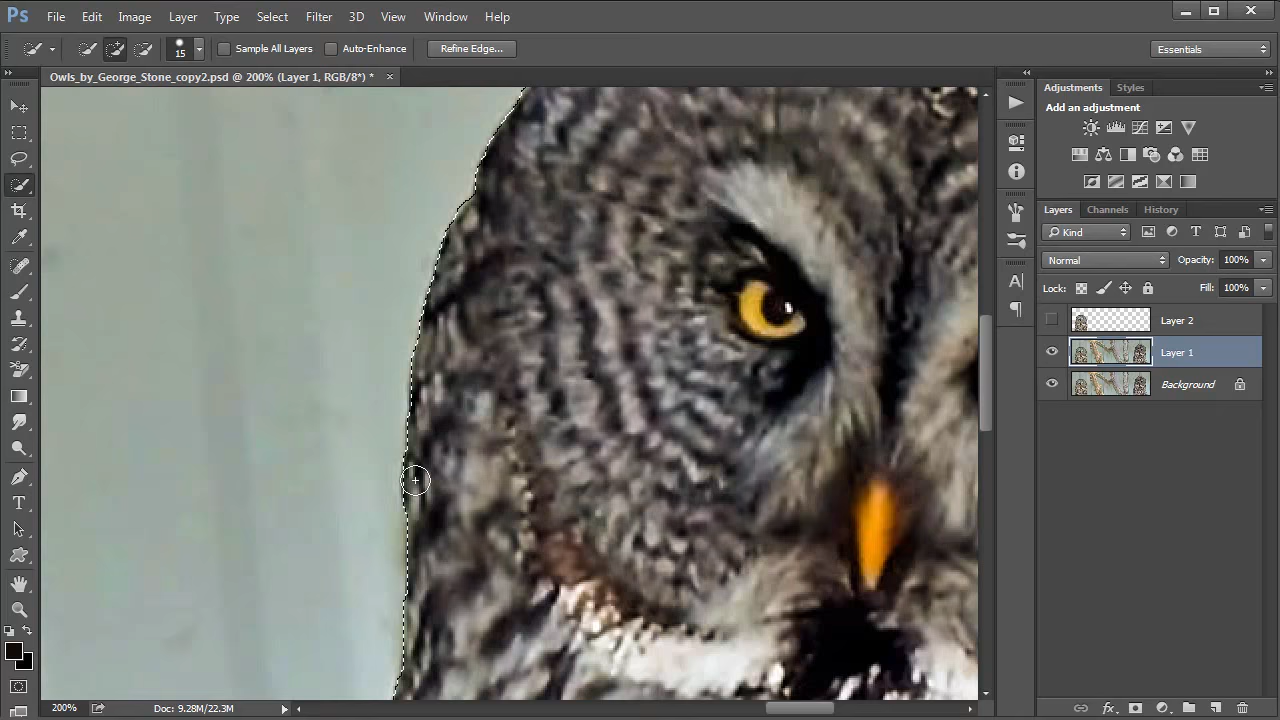 Ps File Edit Image Layer Type Select Filter 3D View Window Help
15 Sample All Layers Auto-Enhance Refine Edge... Essentials
Owls_by_George_Stone_copy2.psd @ 200% (Layer 1, RGB/8*) * ×
Adjustments Styles
Add an adjustment
Layers Channels History
Kind
Normal Opacity: 100%
Lock: Fill: 100%
Layer 2
Layer 1
Background
200% Doc: 9.28M/22.3M